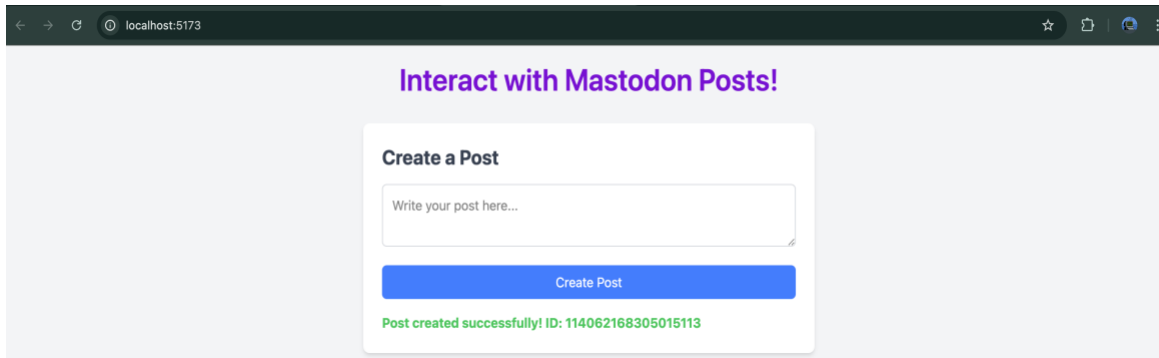 localhost:5173
Interact with Mastodon Posts!
Create a Post
Write your post here...
Create Post
Post created successfully! ID: 114062168305015113